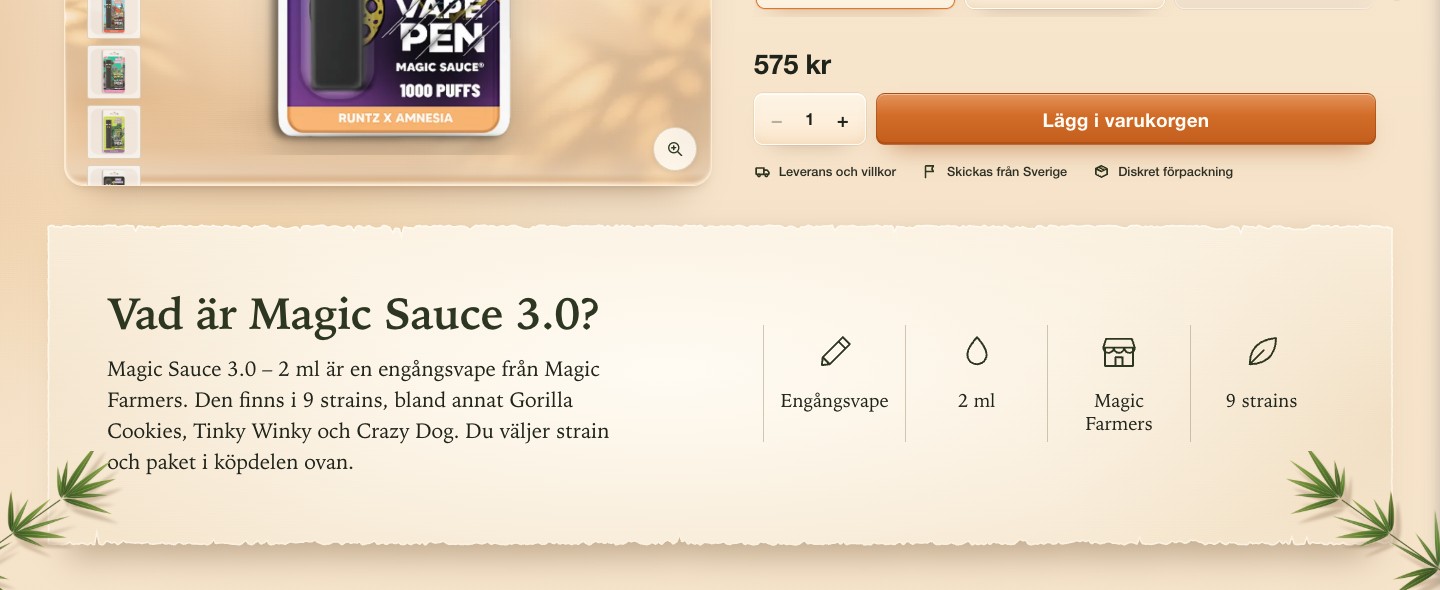 VAPE
PEN
MAGIC SAUCE®
1000 PUFFS
RUNTZ X AMNESIA
575 kr
− 1 +
Lägg i varukorgen
Leverans och villkor
Skickas från Sverige
Diskret förpackning
Vad är Magic Sauce 3.0?
Magic Sauce 3.0 – 2 ml är en engångsvape från Magic
Farmers. Den finns i 9 strains, bland annat Gorilla
Cookies, Tinky Winky och Crazy Dog. Du väljer strain
och paket i köpdelen ovan.
Engångsvape
2 ml
Magic
Farmers
9 strains